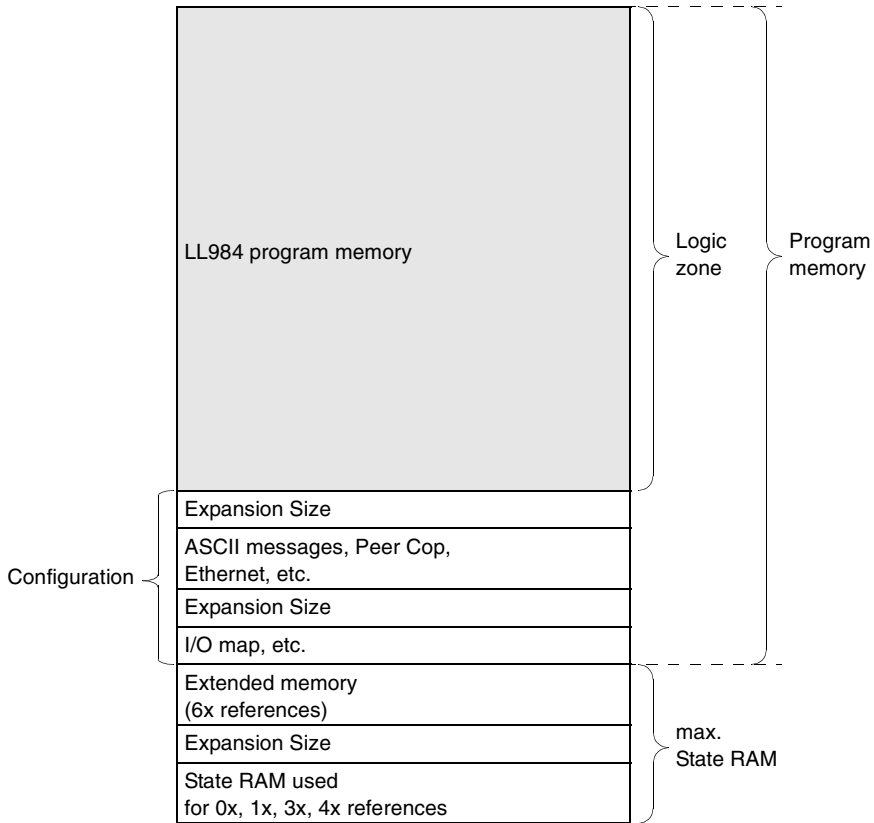 LL984 program memory
Logic
zone
Program
memory
Configuration
Expansion Size
ASCII messages, Peer Cop,
Ethernet, etc.
Expansion Size
I/O map, etc.
Extended memory
(6x references)
Expansion Size
State RAM used
for 0x, 1x, 3x, 4x references
max.
State RAM